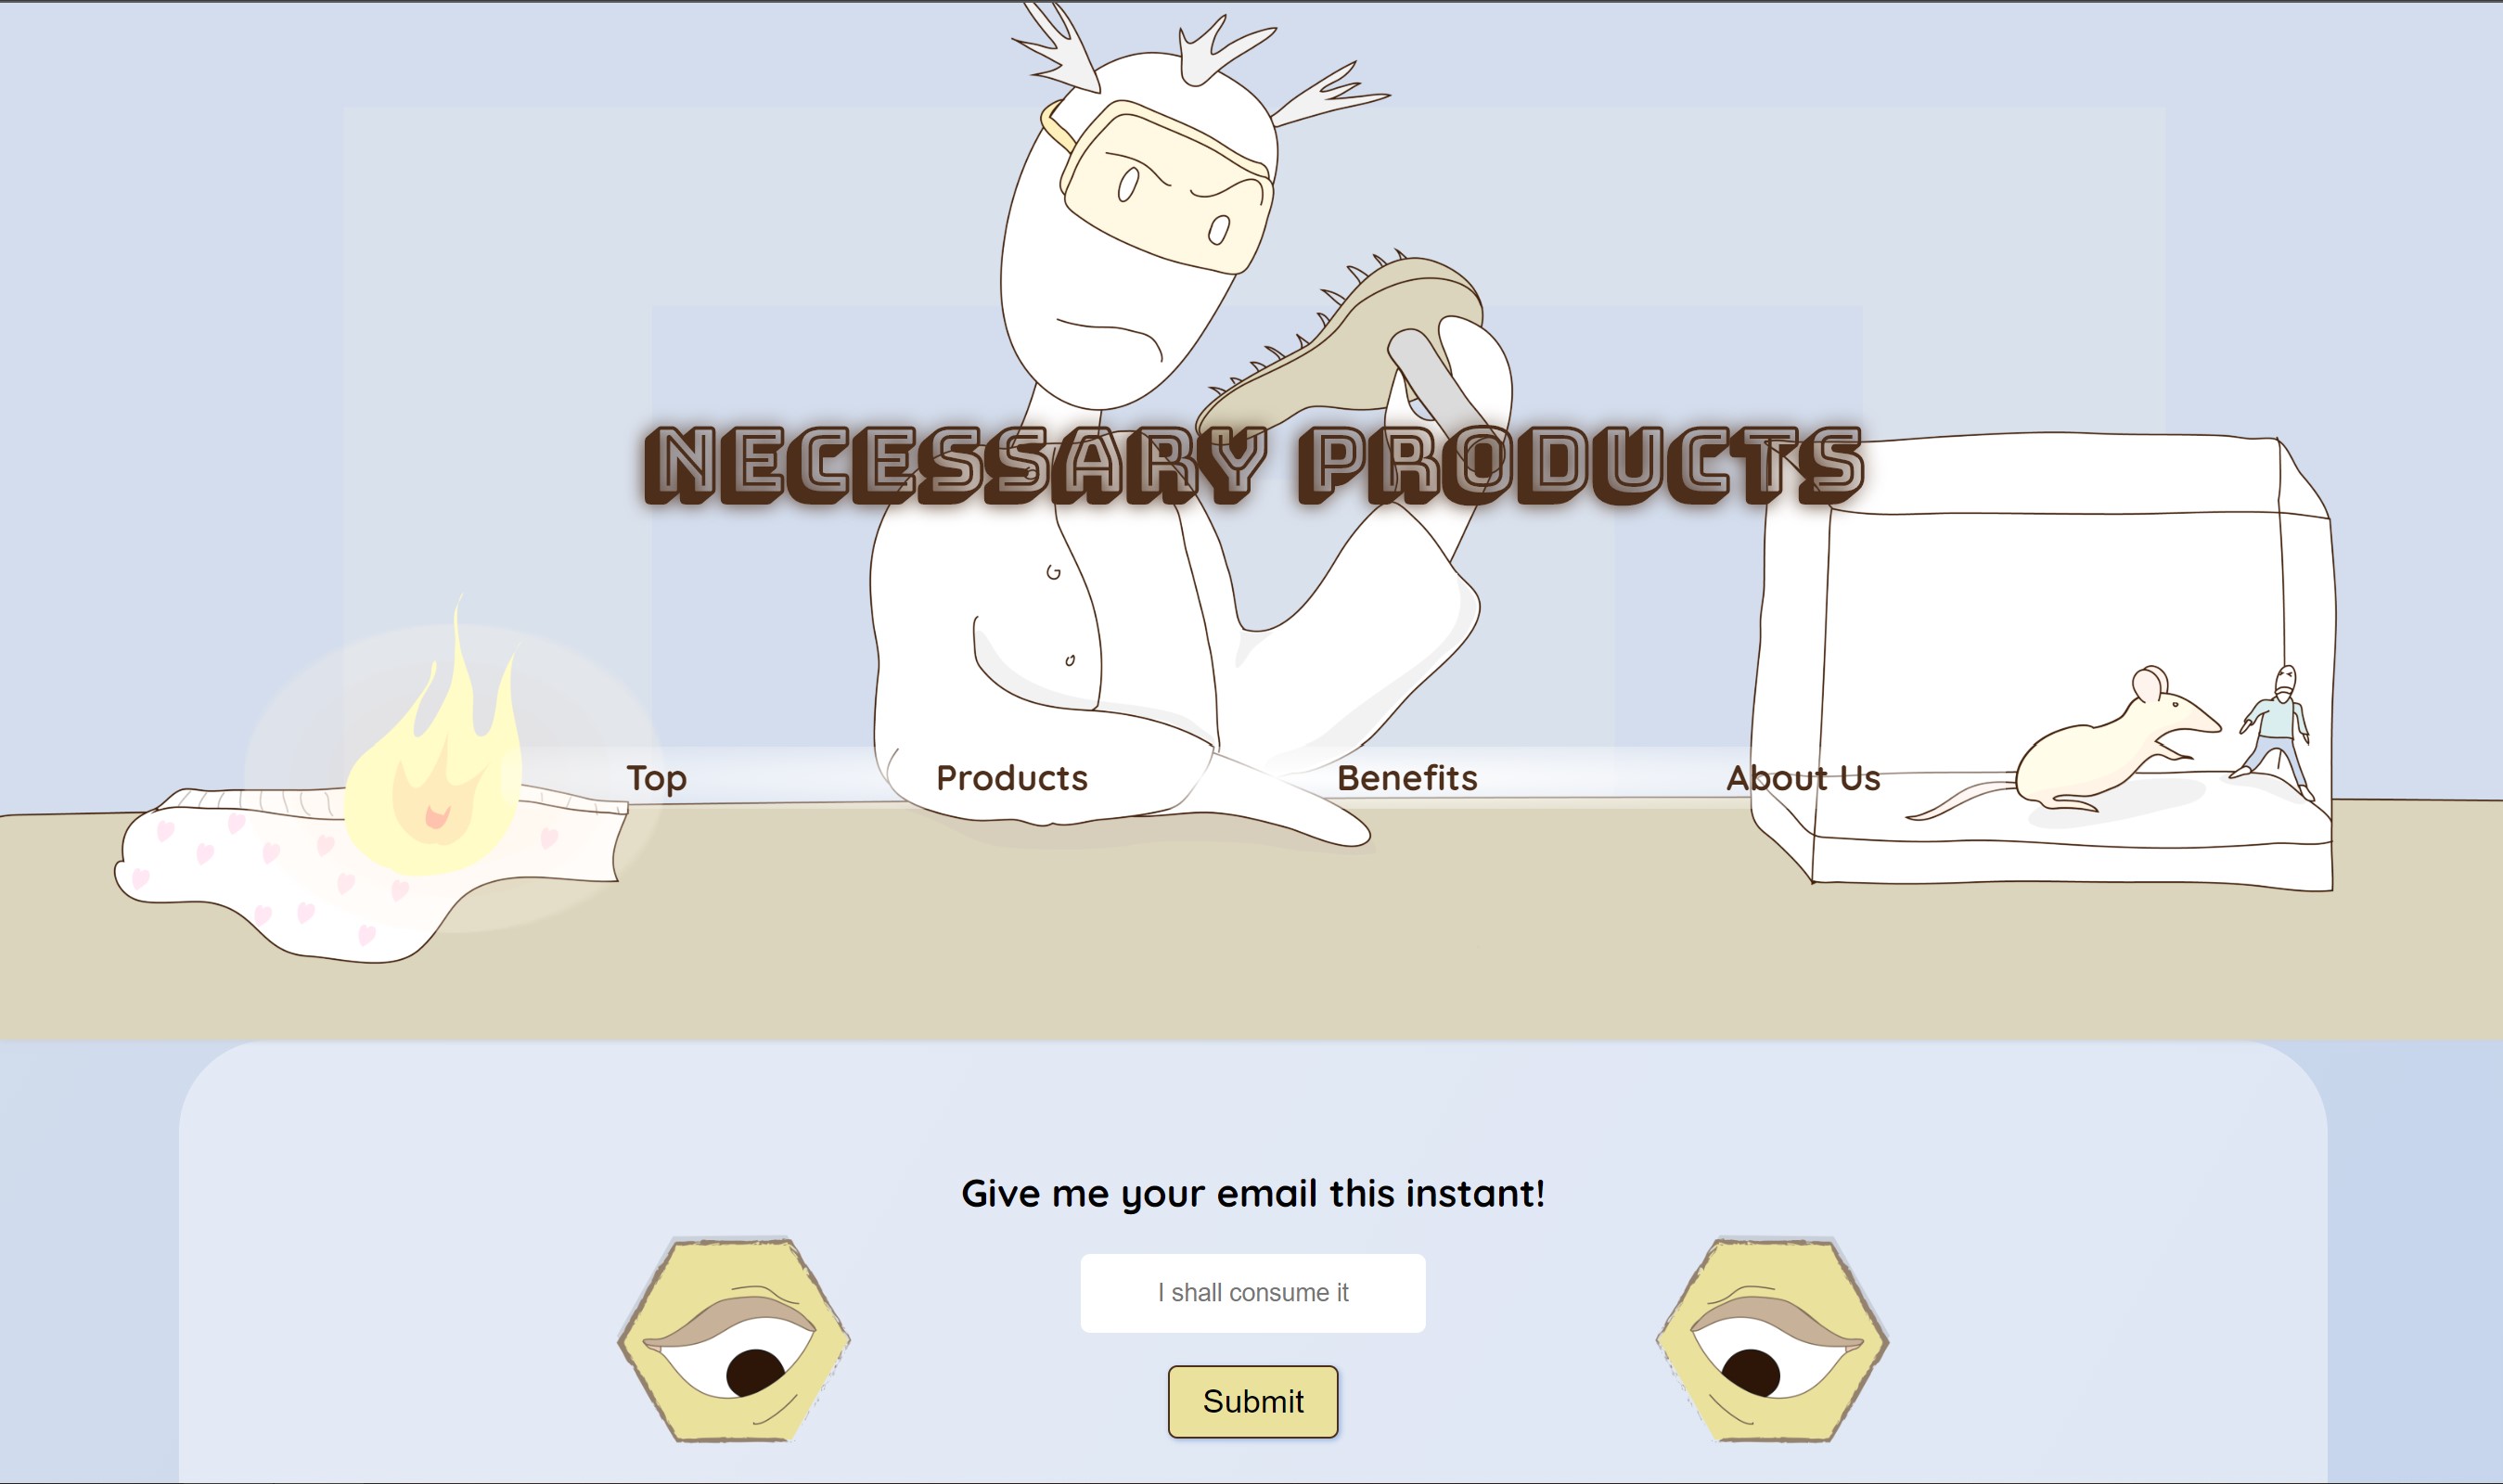 NECESSARY PRODUCTS
Top Products Benefits About Us
Give me your email this instant!
I shall consume it
Submit